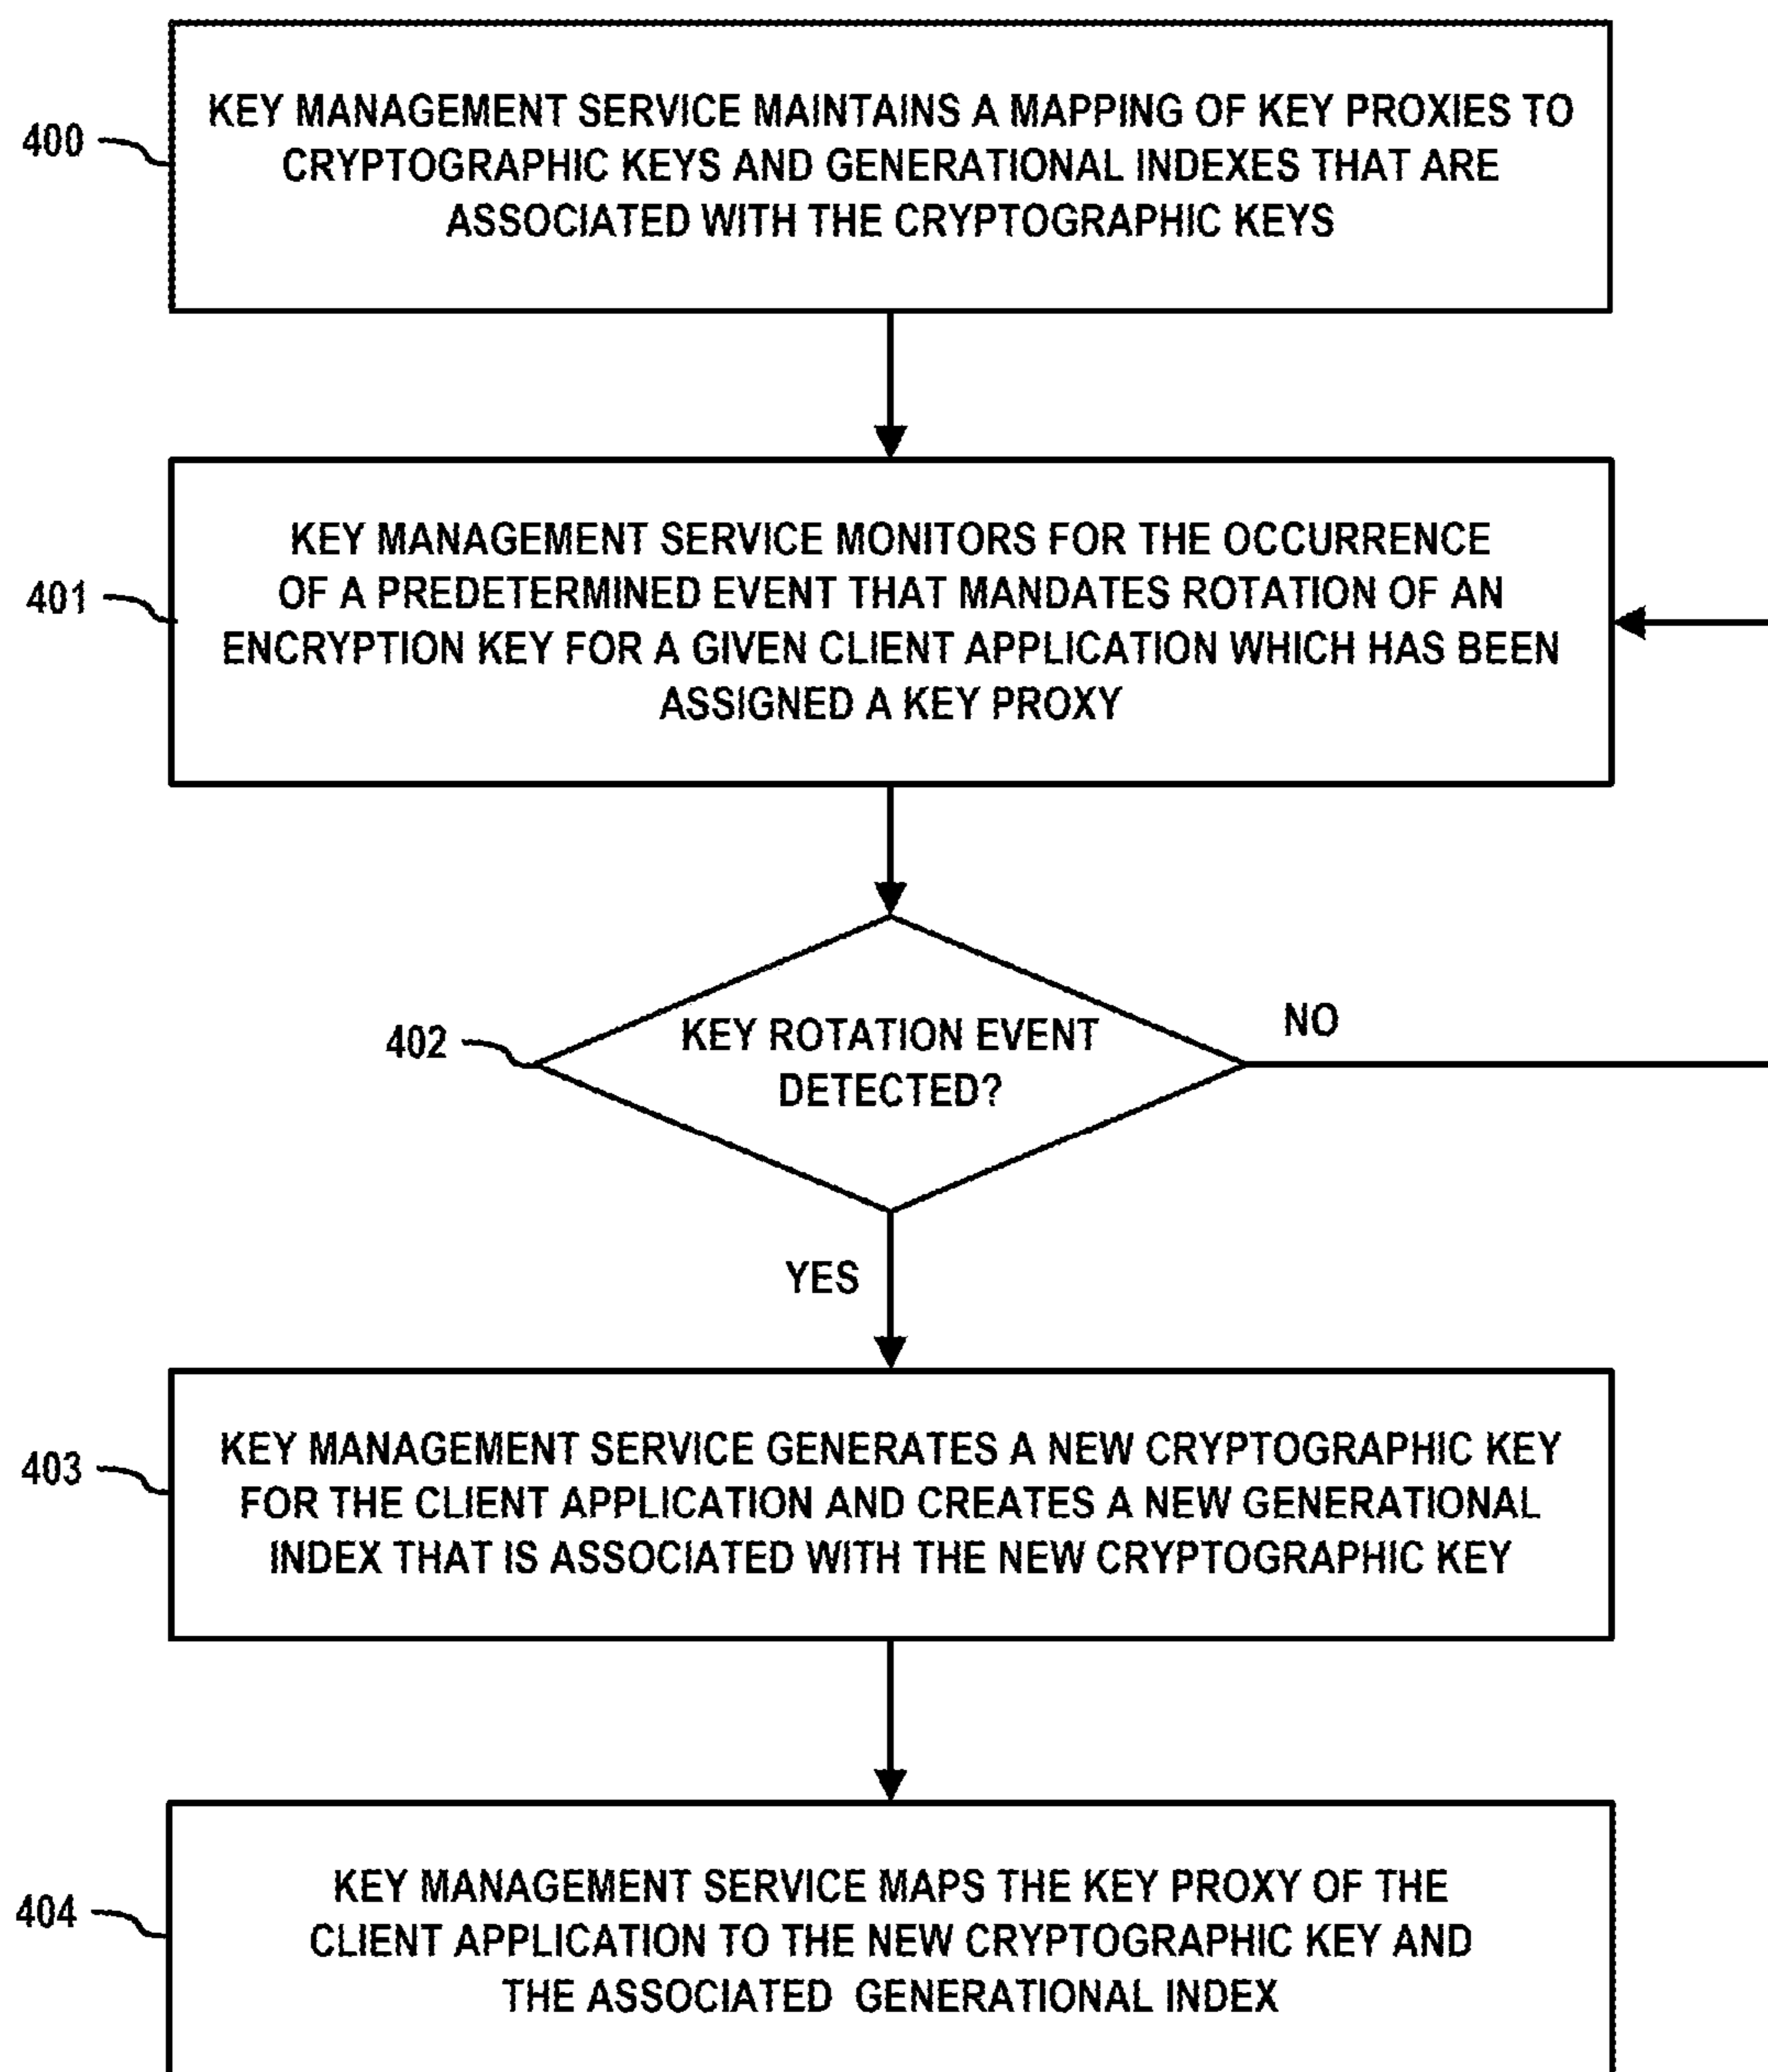 400
KEY MANAGEMENT SERVICE MAINTAINS A MAPPING OF KEY PROXIES TO
CRYPTOGRAPHIC KEYS AND GENERATIONAL INDEXES THAT ARE
ASSOCIATED WITH THE CRYPTOGRAPHIC KEYS
401
KEY MANAGEMENT SERVICE MONITORS FOR THE OCCURRENCE
OF A PREDETERMINED EVENT THAT MANDATES ROTATION OF AN
ENCRYPTION KEY FOR A GIVEN CLIENT APPLICATION WHICH HAS BEEN
ASSIGNED A KEY PROXY
402
KEY ROTATION EVENT
DETECTED?
NO
YES
403
KEY MANAGEMENT SERVICE GENERATES A NEW CRYPTOGRAPHIC KEY
FOR THE CLIENT APPLICATION AND CREATES A NEW GENERATIONAL
INDEX THAT IS ASSOCIATED WITH THE NEW CRYPTOGRAPHIC KEY
404
KEY MANAGEMENT SERVICE MAPS THE KEY PROXY OF THE
CLIENT APPLICATION TO THE NEW CRYPTOGRAPHIC KEY AND
THE ASSOCIATED GENERATIONAL INDEX